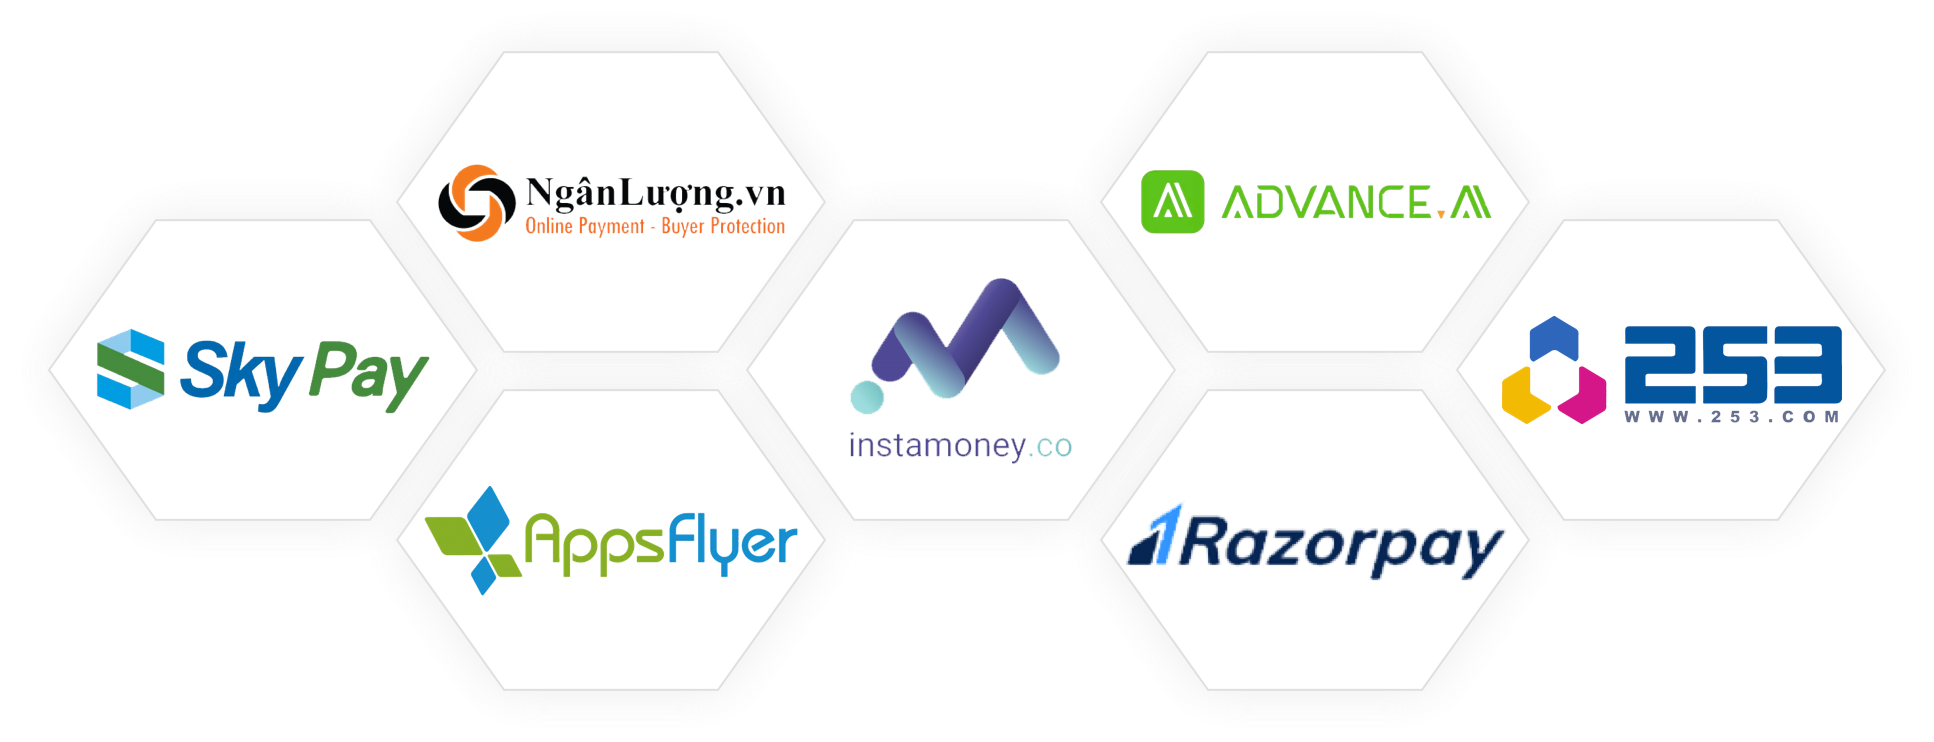 NgânLượng.vn
Online Payment - Buyer Protection
ADVANCE.AI
SkyPay
instamoney.co
253
WWW.253.COM
AppsFlyer
Razorpay